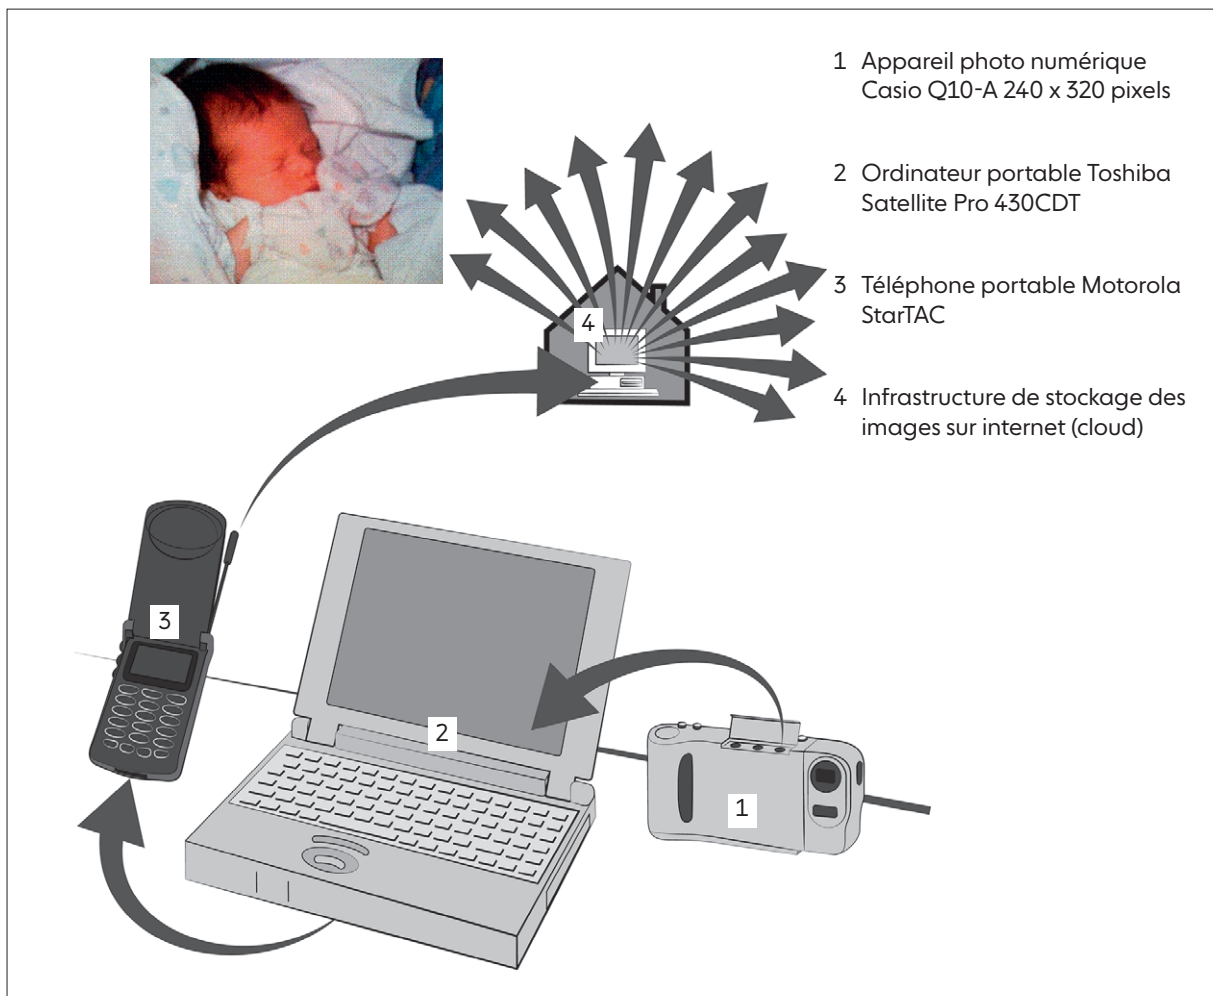 1 Appareil photo numérique
Casio Q10-A 240 x 320 pixels
2 Ordinateur portable Toshiba
Satellite Pro 430CDT
3 Téléphone portable Motorola
StarTAC
4 Infrastructure de stockage des
images sur internet (cloud)
4
3
2
1